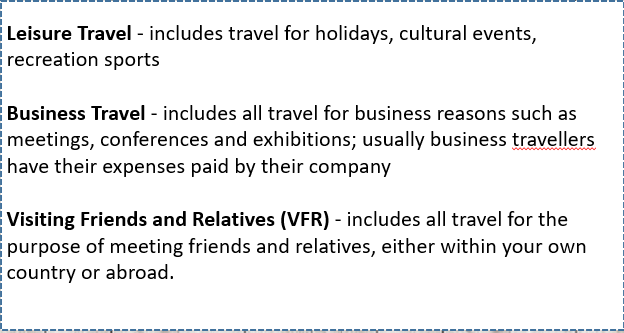 Leisure Travel - includes travel for holidays, cultural events,
recreation sports
Business Travel - includes all travel for business reasons such as
meetings, conferences and exhibitions; usually business travellers
have their expenses paid by their company
Visiting Friends and Relatives (VFR) - includes all travel for the
purpose of meeting friends and relatives, either within your own
country or abroad.